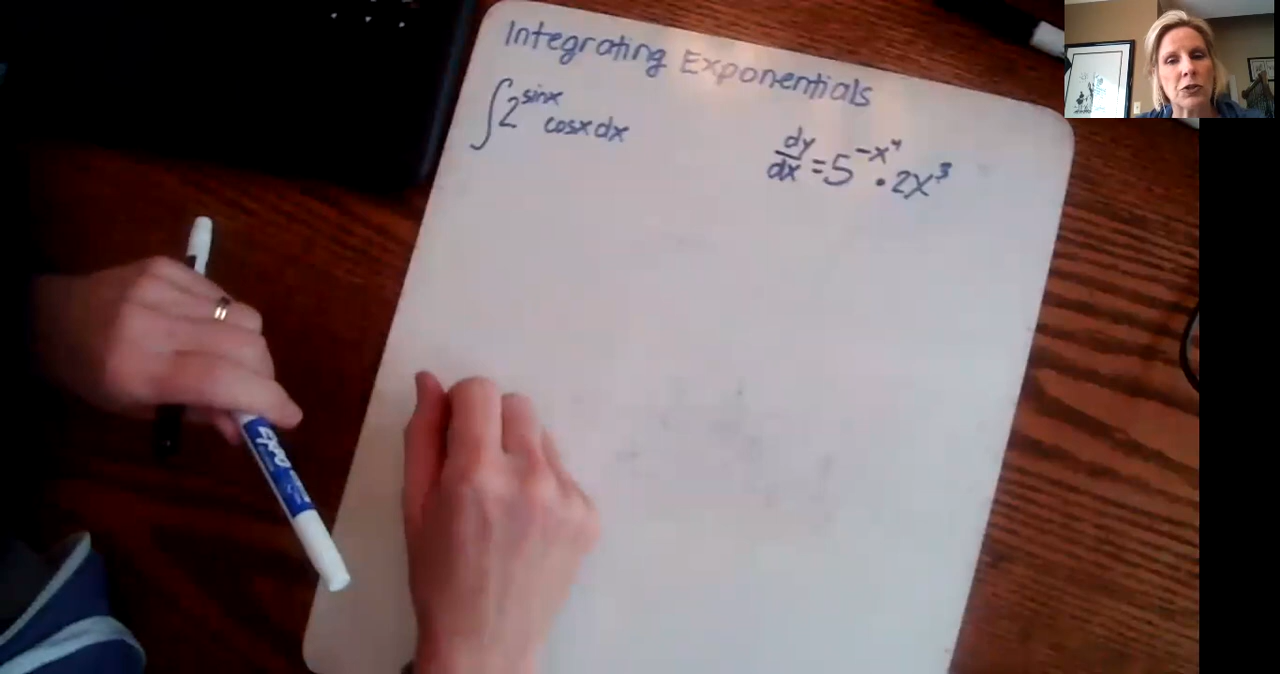 Integrating Exponentials
∫2^{sinx} cosx dx
dy/dx = 5^{-x^4} · 2x^3
Expo